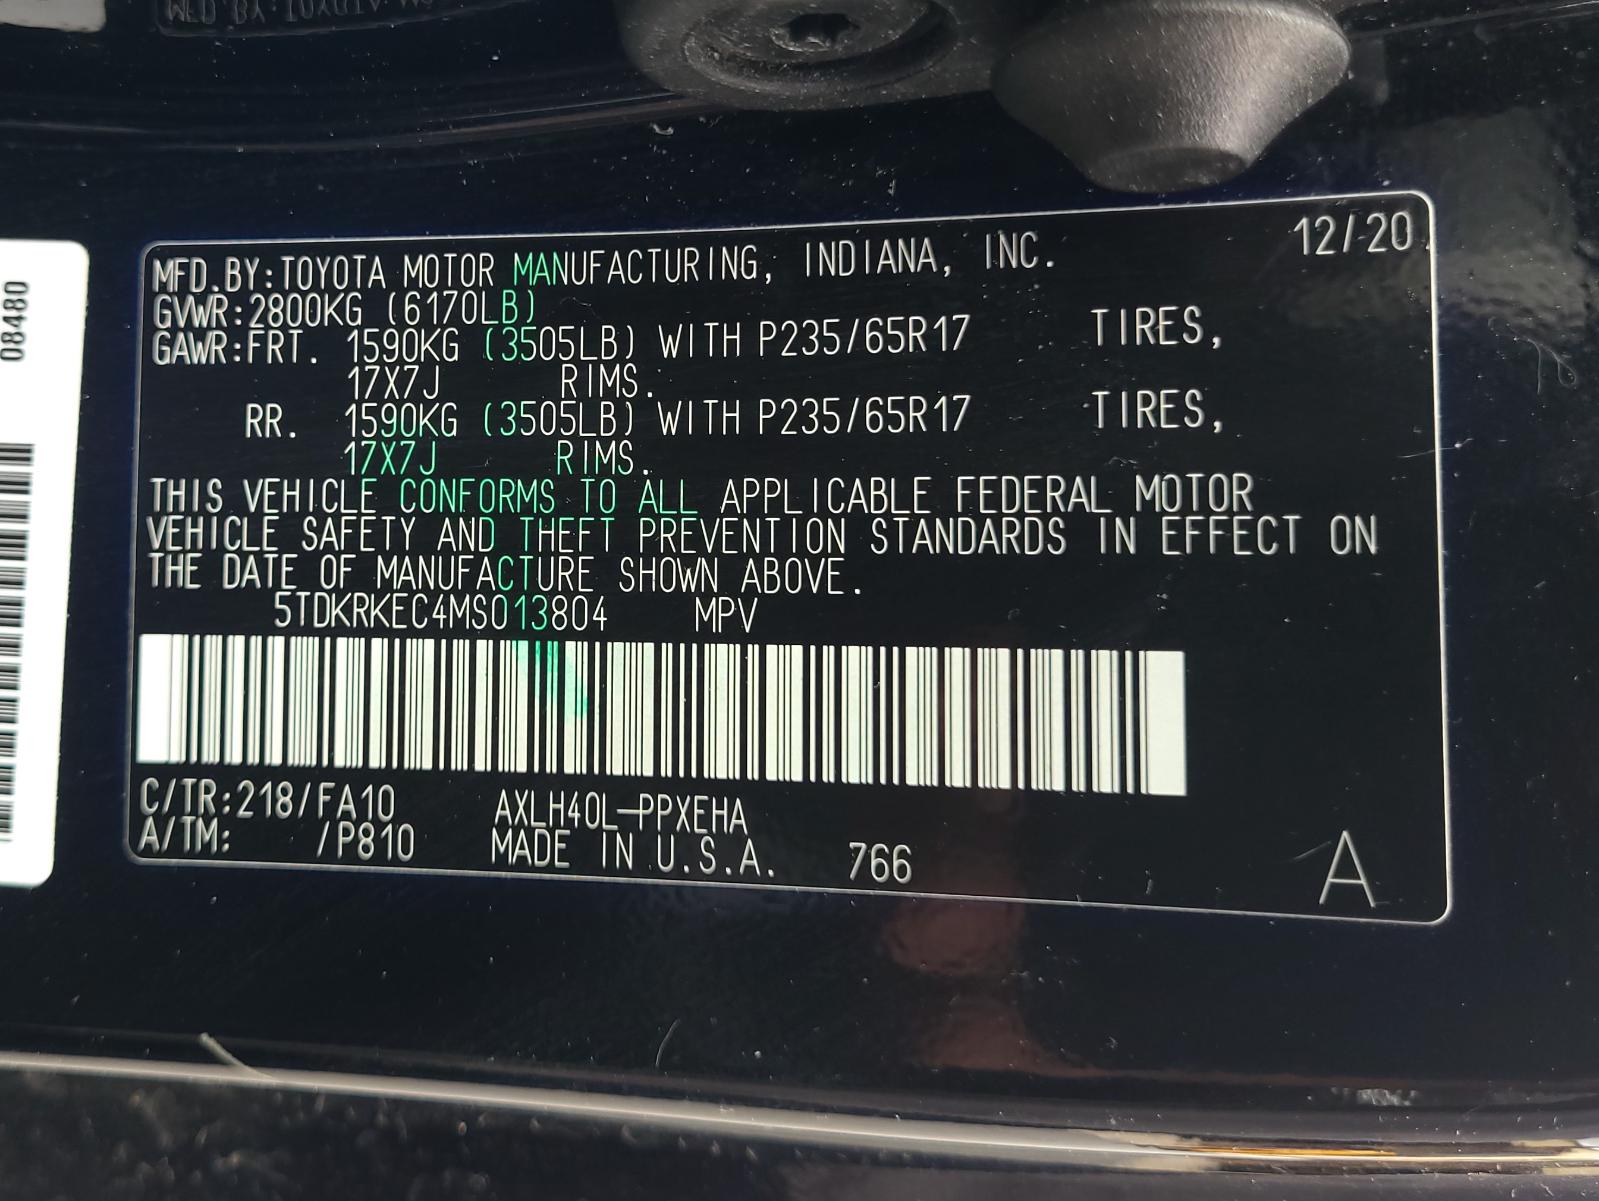 08480
12/20
MFD.BY:TOYOTA MOTOR MANUFACTURING, INDIANA, INC.
GVWR:2800KG (6170LB)
GAWR:FRT. 1590KG (3505LB) WITH P235/65R17 TIRES,
17X7J RIMS.
RR. 1590KG (3505LB) WITH P235/65R17 TIRES,
17X7J RIMS.
THIS VEHICLE CONFORMS TO ALL APPLICABLE FEDERAL MOTOR
VEHICLE SAFETY AND THEFT PREVENTION STANDARDS IN EFFECT ON
THE DATE OF MANUFACTURE SHOWN ABOVE.
5TDKRKEC4MS013804 MPV
C/TR:218/FA10 AXLH40L-PPXEHA
A/TM: /P810 MADE IN U.S.A. 766
A